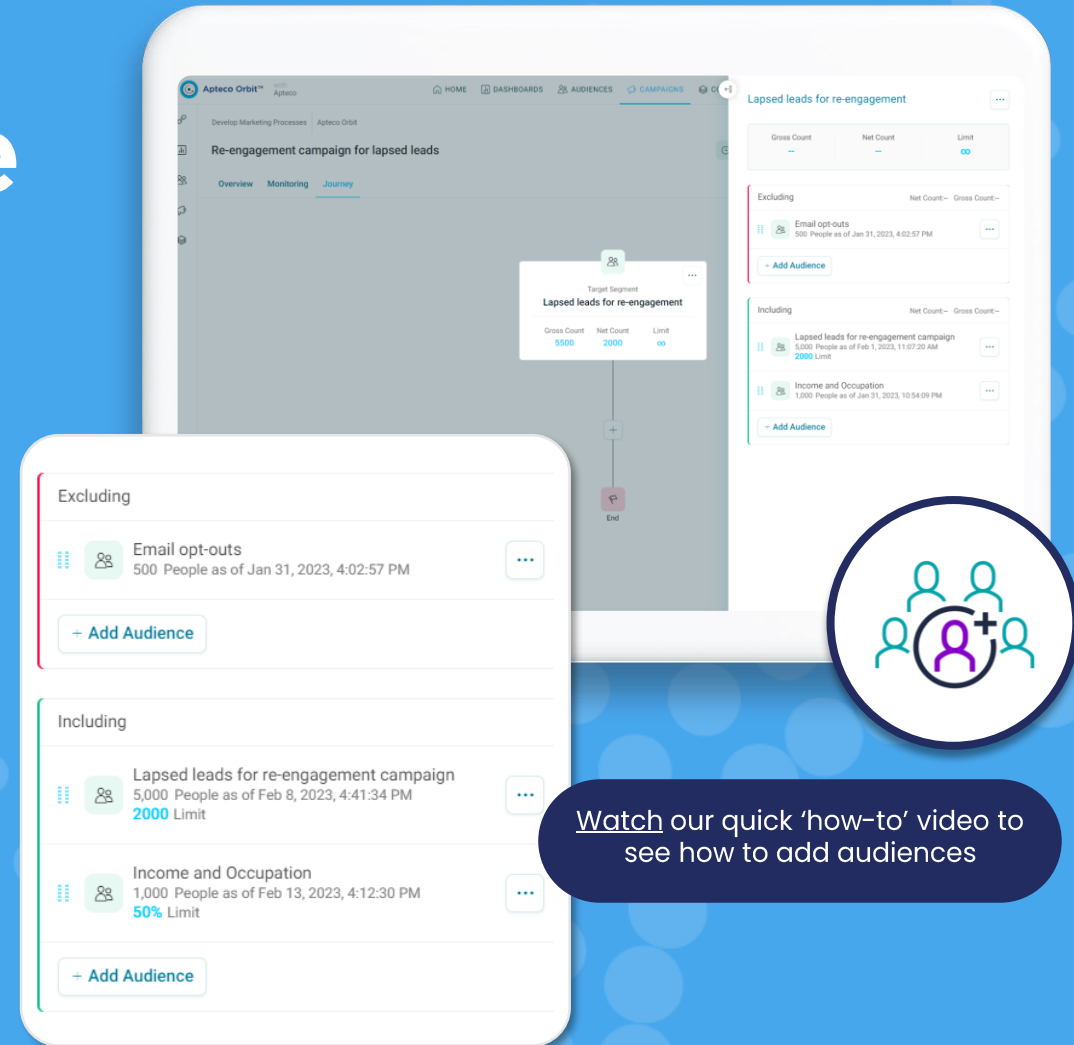 e
Apteco Orbit™ with Apteco
HOME DASHBOARDS AUDIENCES CAMPAIGNS
Develop Marketing Processes Apteco Orbit
Re-engagement campaign for lapsed leads
Overview Monitoring Journey
Target Segment
Lapsed leads for re-engagement
Gross Count Net Count Limit
5500 2000 ∞
End
Lapsed leads for re-engagement
Gross Count Net Count Limit
-- -- ∞
Excluding Net Count:-- Gross Count:--
Email opt-outs
500 People as of Jan 31, 2023, 4:02:57 PM
+ Add Audience
Including Net Count:-- Gross Count:--
Lapsed leads for re-engagement campaign
5,000 People as of Feb 1, 2023, 11:07:20 AM
2000 Limit
Income and Occupation
1,000 People as of Jan 31, 2023, 10:54:09 PM
+ Add Audience
Excluding
Email opt-outs
500 People as of Jan 31, 2023, 4:02:57 PM
+ Add Audience
Including
Lapsed leads for re-engagement campaign
5,000 People as of Feb 8, 2023, 4:41:34 PM
2000 Limit
Income and Occupation
1,000 People as of Feb 13, 2023, 4:12:30 PM
50% Limit
+ Add Audience
Watch our quick ‘how-to’ video to
see how to add audiences